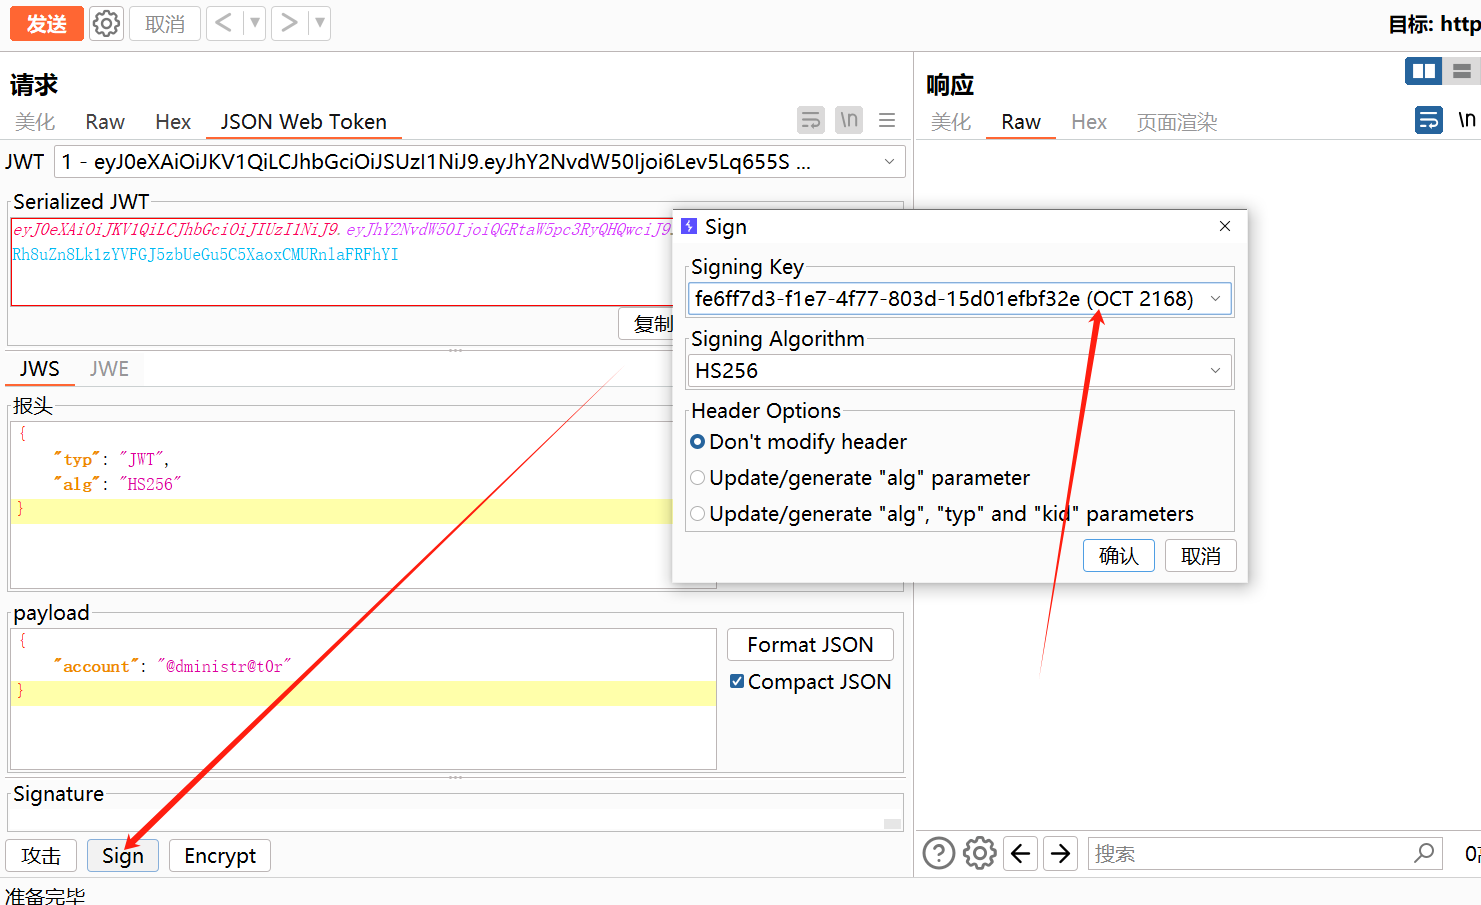 发送
取消
目标: http
请求
美化 Raw Hex JSON Web Token
\n
JWT 1 - eyJ0eXAiOiJKV1QiLCJhbGciOiJSUzI1NiJ9.eyJhY2NvdW50Ijoi6Lev5Lq655S ...
Serialized JWT
eyJ0eXAiOiJKV1QiLCJhbGciOiJIUzI1NiJ9.eyJhY2NvdW50IjoiQGRtaW5pc3RyQHQwciJ9.
Rh8uZn8Lk1zYVFGJ5zbUeGu5C5XaoxCMURnlaFRFhYI
复制
JWS JWE
报头
{
"typ": "JWT",
"alg": "HS256"
}
payload
{
"account": "@dministr@t0r"
}
Format JSON
Compact JSON
Signature
攻击 Sign Encrypt
准备完毕
响应
美化 Raw Hex 页面渲染
\n
Sign
Signing Key
fe6ff7d3-f1e7-4f77-803d-15d01efbf32e (OCT 2168)
Signing Algorithm
HS256
Header Options
Don't modify header
Update/generate "alg" parameter
Update/generate "alg", "typ" and "kid" parameters
确认 取消
搜索
0高